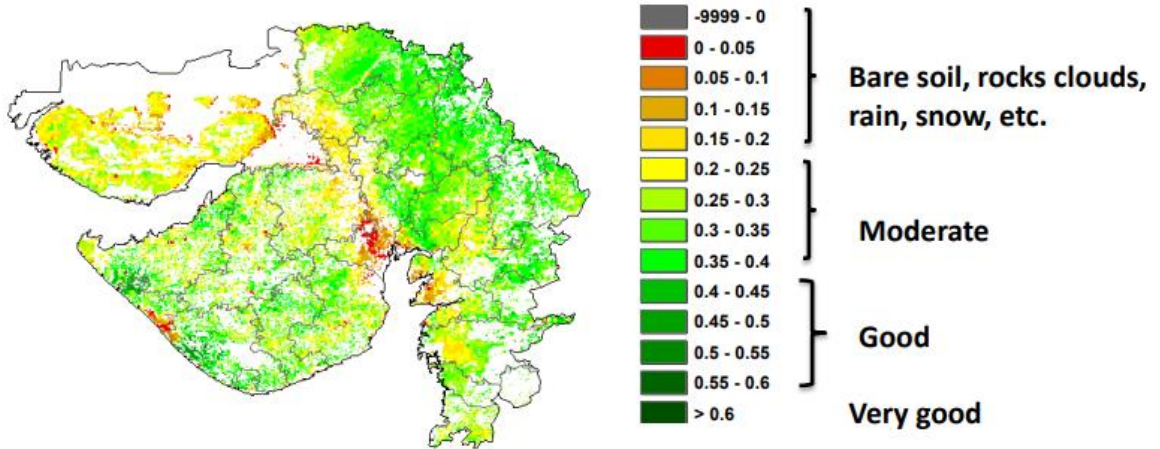 -9999 - 0
0 - 0.05
0.05 - 0.1
0.1 - 0.15
0.15 - 0.2
0.2 - 0.25
0.25 - 0.3
0.3 - 0.35
0.35 - 0.4
0.4 - 0.45
0.45 - 0.5
0.5 - 0.55
0.55 - 0.6
> 0.6
Bare soil, rocks clouds,
rain, snow, etc.
Moderate
Good
Very good